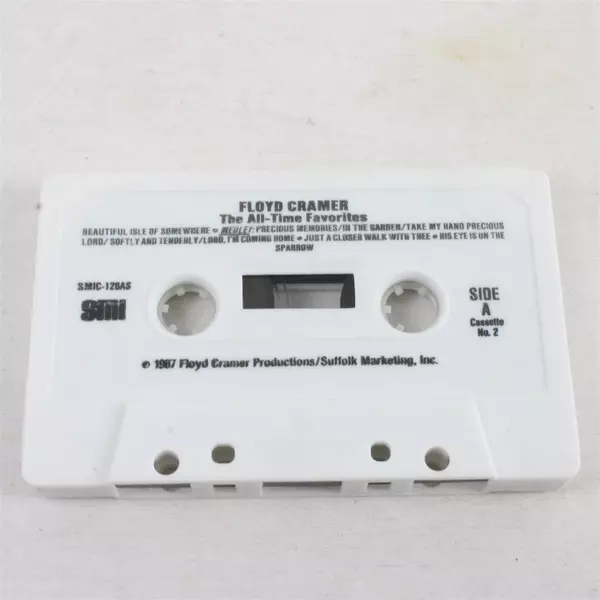 FLOYD CRAMER
The All-Time Favorites
BEAUTIFUL ISLE OF SOMEWHERE • MEDLEY: PRECIOUS MEMORIES/IN THE GARDEN/TAKE MY HAND PRECIOUS
LORD/ SOFTLY AND TENDERLY/LORD, I'M COMING HOME • JUST A CLOSER WALK WITH THEE • HIS EYE IS ON THE
SPARROW
SMIC-126AS
SMI
SIDE
A
Cassette
No. 2
℗ 1987 Floyd Cramer Productions/Suffolk Marketing, Inc.